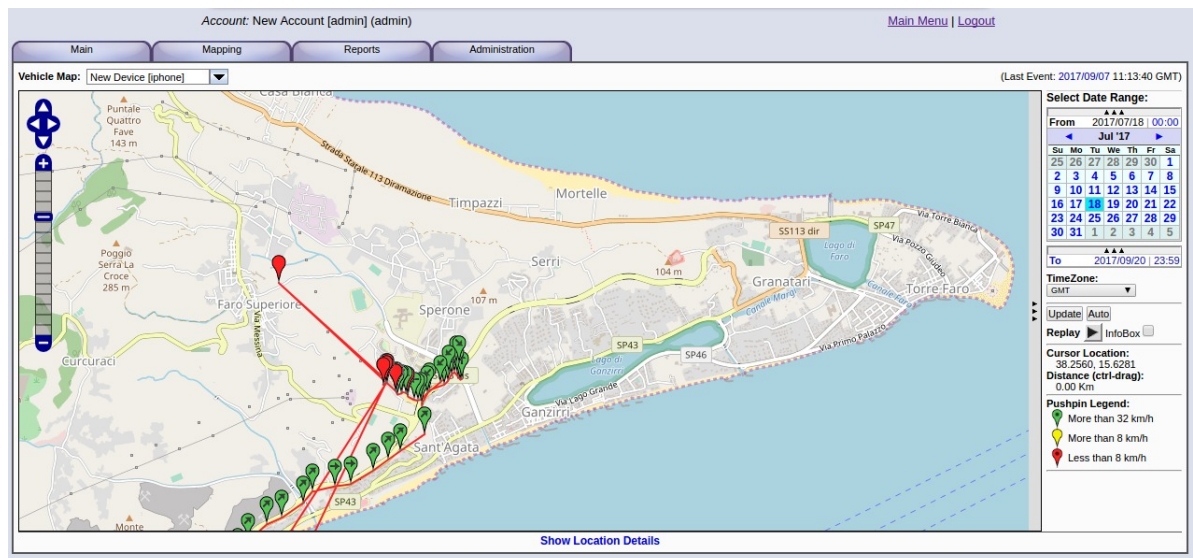 Account: New Account [admin] (admin)
Main Menu | Logout
Main
Mapping
Reports
Administration
Vehicle Map: New Device [iphone]
(Last Event: 2017/09/07 11:13:40 GMT)
Casa Bianca
Puntale
Quattro
Fave
143 m
Strada Statale 113 Diramazione
Timpazzi
Mortelle
SS113 dir
SP47
Via Torre Bianca
Lago di
Faro
Via Pozzo Giudeo
Poggio
Serra La
Croce
285 m
Serri
104 m
Granatari
Torre Faro
Canale Margi
Canale Faro
Faro Superiore
Via Messina
107 m
Sperone
Via Primo Palazzo
Curcuraci
SP43
SP46
Lago di
Ganzirri
Via Lago Grande
Ganzirri
Sant'Agata
SP43
Monte
Select Date Range:
From 2017/07/18 | 00:00
Jul '17
Su Mo Tu We Th Fr Sa
25 26 27 28 29 30 1
2 3 4 5 6 7 8
9 10 11 12 13 14 15
16 17 18 19 20 21 22
23 24 25 26 27 28 29
30 31 1 2 3 4 5
To 2017/09/20 | 23:59
TimeZone:
GMT
Update Auto
Replay InfoBox
Cursor Location:
38.2560, 15.6281
Distance (ctrl-drag):
0.00 Km
Pushpin Legend:
More than 32 km/h
More than 8 km/h
Less than 8 km/h
Show Location Details